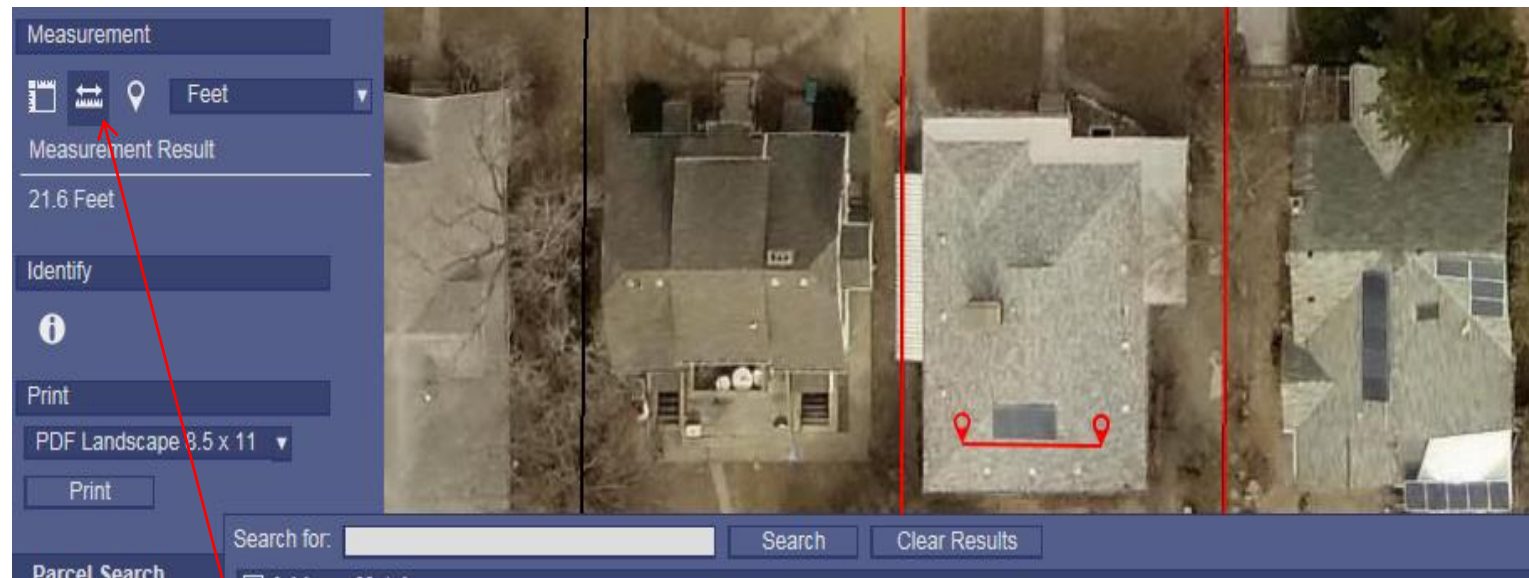 Measurement
Feet
Measurement Result
21.6 Feet
Identify
Print
PDF Landscape 8.5 x 11
Print
Search for:
Search
Clear Results
Parcel Search